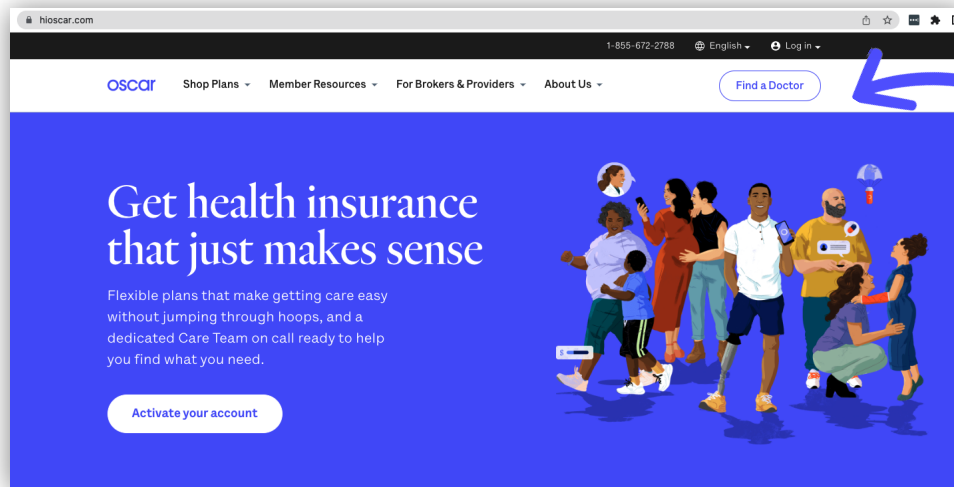 hioscar.com
1-855-672-2788 English Log in
oscar Shop Plans Member Resources For Brokers & Providers About Us Find a Doctor
Get health insurance
that just makes sense
Flexible plans that make getting care easy
without jumping through hoops, and a
dedicated Care Team on call ready to help
you find what you need.
Activate your account